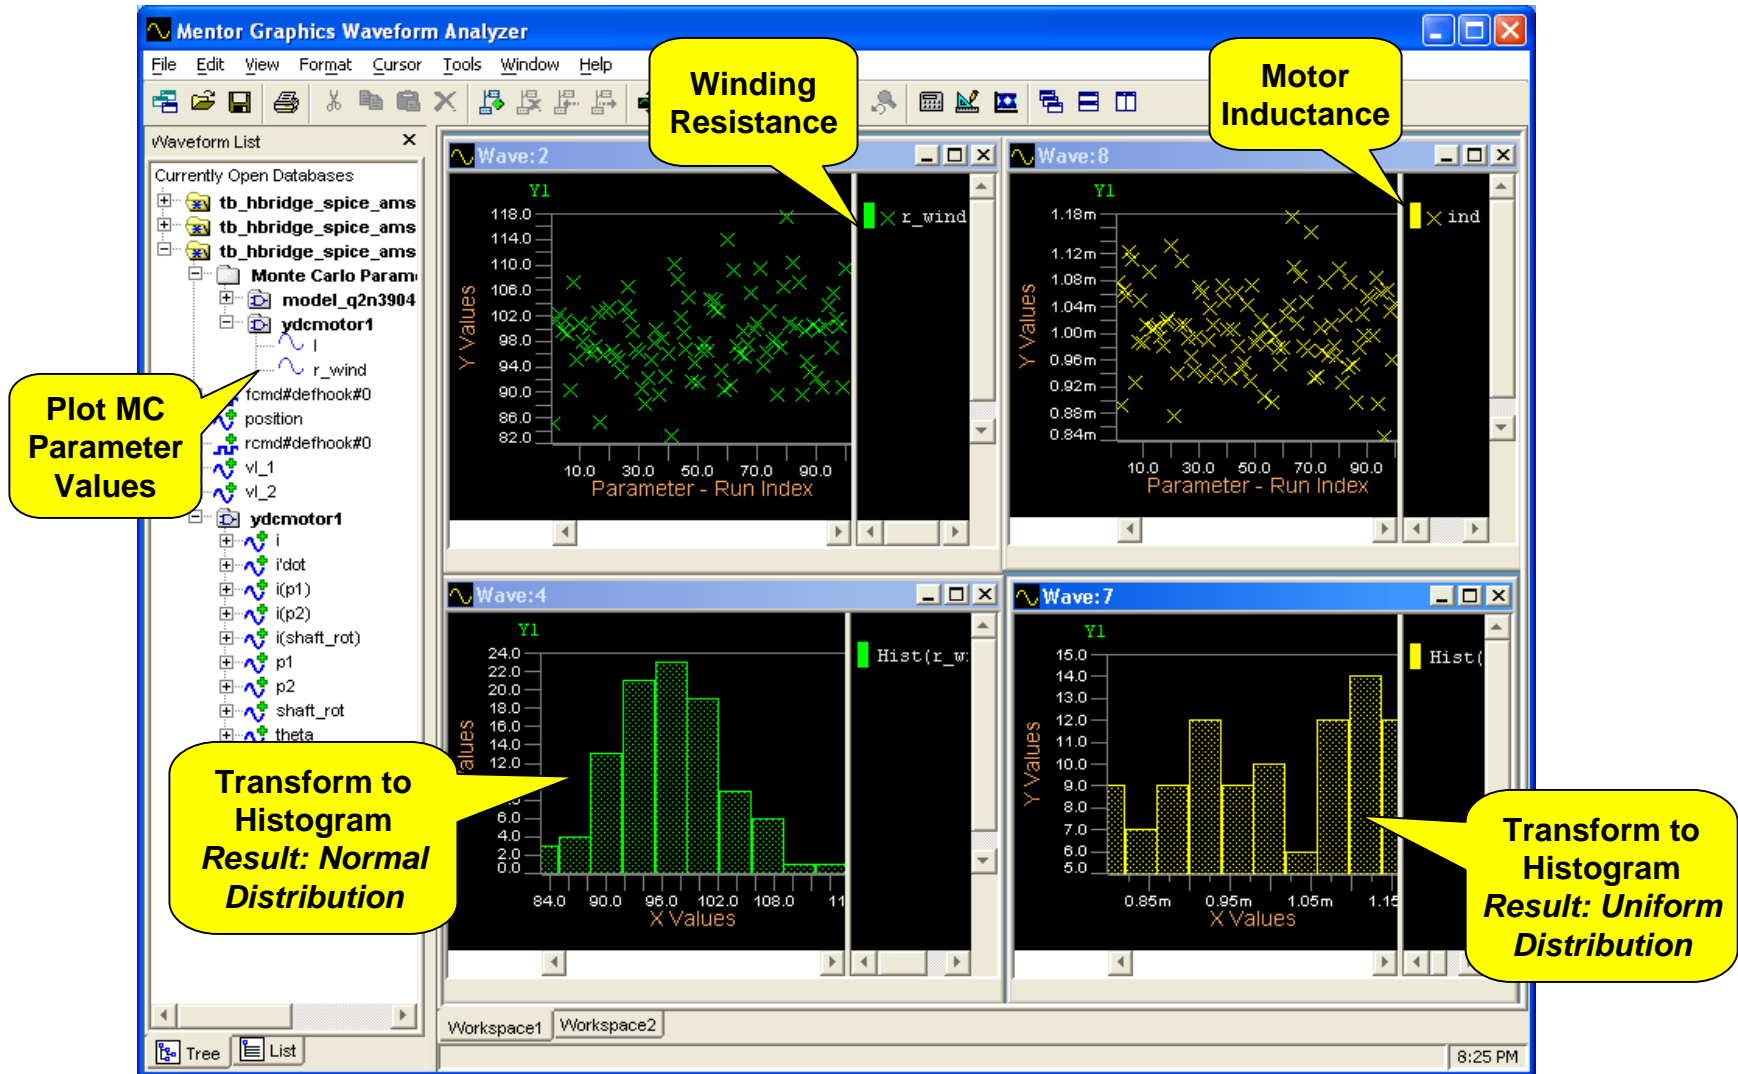 Mentor Graphics Waveform Analyzer
File Edit View Format Cursor Tools Window Help
Winding
Resistance
Motor
Inductance
Waveform List
Currently Open Databases
tb_hbridge_spice_ams
tb_hbridge_spice_ams
tb_hbridge_spice_ams
Monte Carlo Param
model_q2n3904
ydcmotor1
l
r_wind
fcmd#defhook#0
position
rcmd#defhook#0
vl_1
vl_2
ydcmotor1
i
i'dot
i(p1)
i(p2)
i(shaft_rot)
p1
p2
shaft_rot
theta
Plot MC
Parameter
Values
Wave:2
Y1
118.0
114.0
110.0
106.0
102.0
98.0
94.0
90.0
86.0
82.0
Y Values
10.0 30.0 50.0 70.0 90.0
Parameter - Run Index
r_wind
Wave:8
Y1
1.18m
1.12m
1.08m
1.04m
1.00m
0.96m
0.92m
0.88m
0.84m
Y Values
10.0 30.0 50.0 70.0 90.0
Parameter - Run Index
ind
Wave:4
Y1
24.0
22.0
20.0
18.0
16.0
14.0
12.0
6.0
4.0
2.0
0.0
84.0 90.0 96.0 102.0 108.0 11
X Values
Hist(r_w
Transform to
Histogram
Result: Normal
Distribution
Wave:7
Y1
15.0
14.0
13.0
12.0
11.0
10.0
9.0
8.0
7.0
6.0
5.0
Y Values
0.85m 0.95m 1.05m 1.15
X Values
Hist(
Transform to
Histogram
Result: Uniform
Distribution
Workspace1 Workspace2
Tree List
8:25 PM